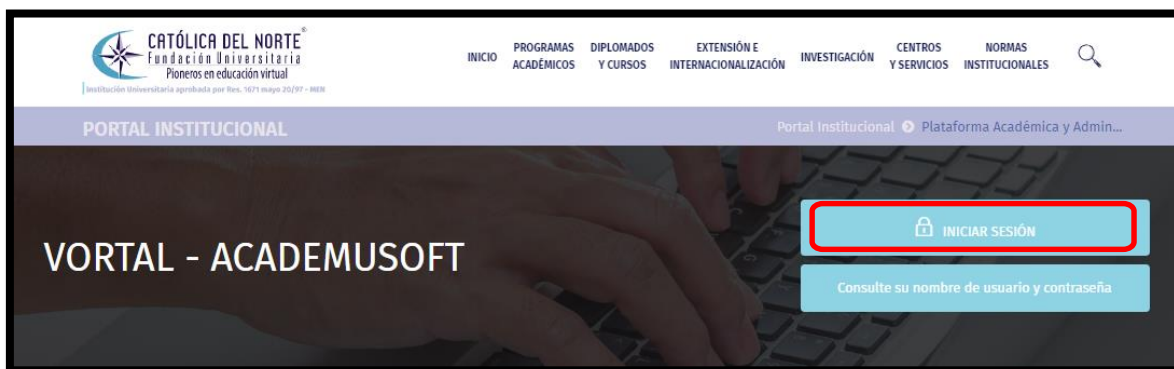 CATÓLICA DEL NORTE
Fundación Universitaria
Pioneros en educación virtual
Institución Universitaria aprobada por Res. 1671 mayo 20/97 - MEN
INICIO
PROGRAMAS
ACADÉMICOS
DIPLOMADOS
Y CURSOS
EXTENSIÓN E
INTERNACIONALIZACIÓN
INVESTIGACIÓN
CENTROS
Y SERVICIOS
NORMAS
INSTITUCIONALES
PORTAL INSTITUCIONAL
Portal Institucional Plataforma Académica y Admin...
VORTAL - ACADEMUSOFT
INICIAR SESIÓN
Consulte su nombre de usuario y contraseña